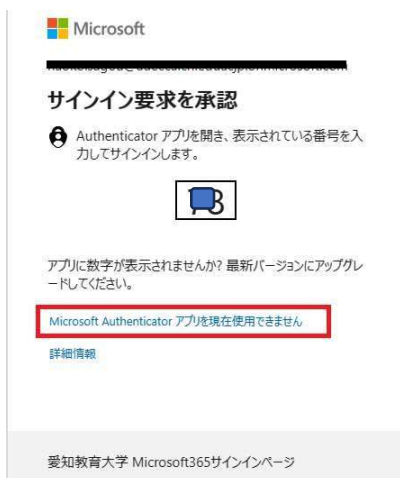 Microsoft
サインイン要求を承認
Authenticator アプリを開き、表示されている番号を入
力してサインインします。
アプリに数字が表示されませんか? 最新バージョンにアップグレ
ードしてください。
Microsoft Authenticator アプリを現在使用できません
詳細情報
愛知教育大学 Microsoft365サインインページ